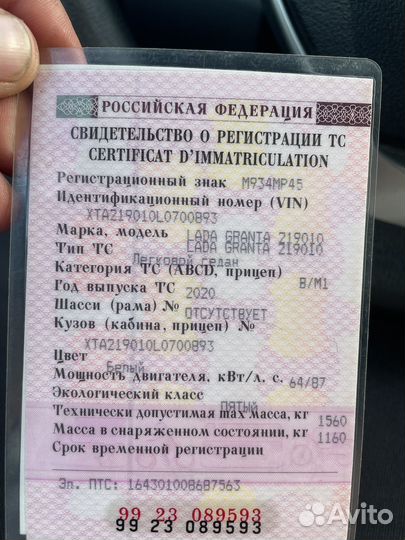 РОССИЙСКАЯ ФЕДЕРАЦИЯ
СВИДЕТЕЛЬСТВО О РЕГИСТРАЦИИ ТС
CERTIFICAT D'IMMATRICULATION
Регистрационный знак М934МР45
Идентификационный номер (VIN)
XTA219010L0700893
Марка, модель LADA GRANTA 219010
Тип ТС LADA GRANTA 219010
Легковой седан
Категория ТС (ABCD, прицеп) B/M1
Год выпуска ТС 2020
Шасси (рама) № ОТСУТСТВУЕТ
Кузов (кабина, прицеп) №
XTA219010L0700893
Цвет
Белый
Мощность двигателя, кВт/л. с. 64/87
Экологический класс
ПЯТЫЙ
Технически допустимая max масса, кг 1560
Масса в снаряженном состоянии, кг 1160
Срок временной регистрации
Эл. ПТС: 164301008687563
99 23 089593
99 23 089593
Avito